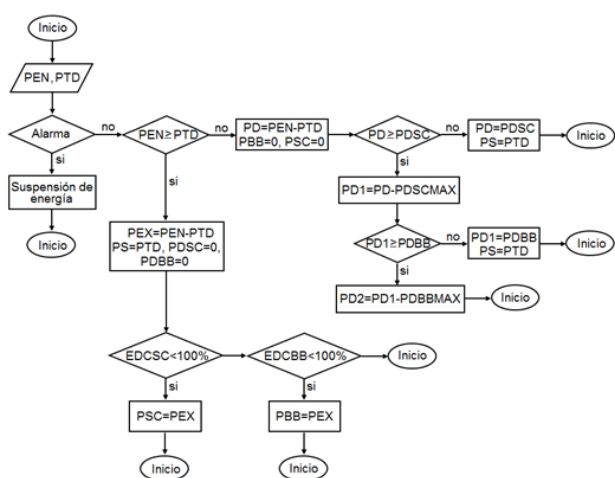 Inicio
PEN, PTD
Alarma
no
PEN≥PTD
no
PD=PEN-PTD
PBB=0, PSC=0
PD≥PDSC
no
PD=PDSC
PS=PTD
Inicio
si
Suspensión de
energía
Inicio
si
PD1=PD-PDSCMAX
si
PEX=PEN-PTD
PS=PTD, PDSC=0,
PDBB=0
PD1≥PDBB
no
PD1=PDBB
PS=PTD
Inicio
si
PD2=PD1-PDBBMAX
Inicio
EDCSC<100%
EDCBB<100%
Inicio
si
si
PSC=PEX
PBB=PEX
Inicio
Inicio